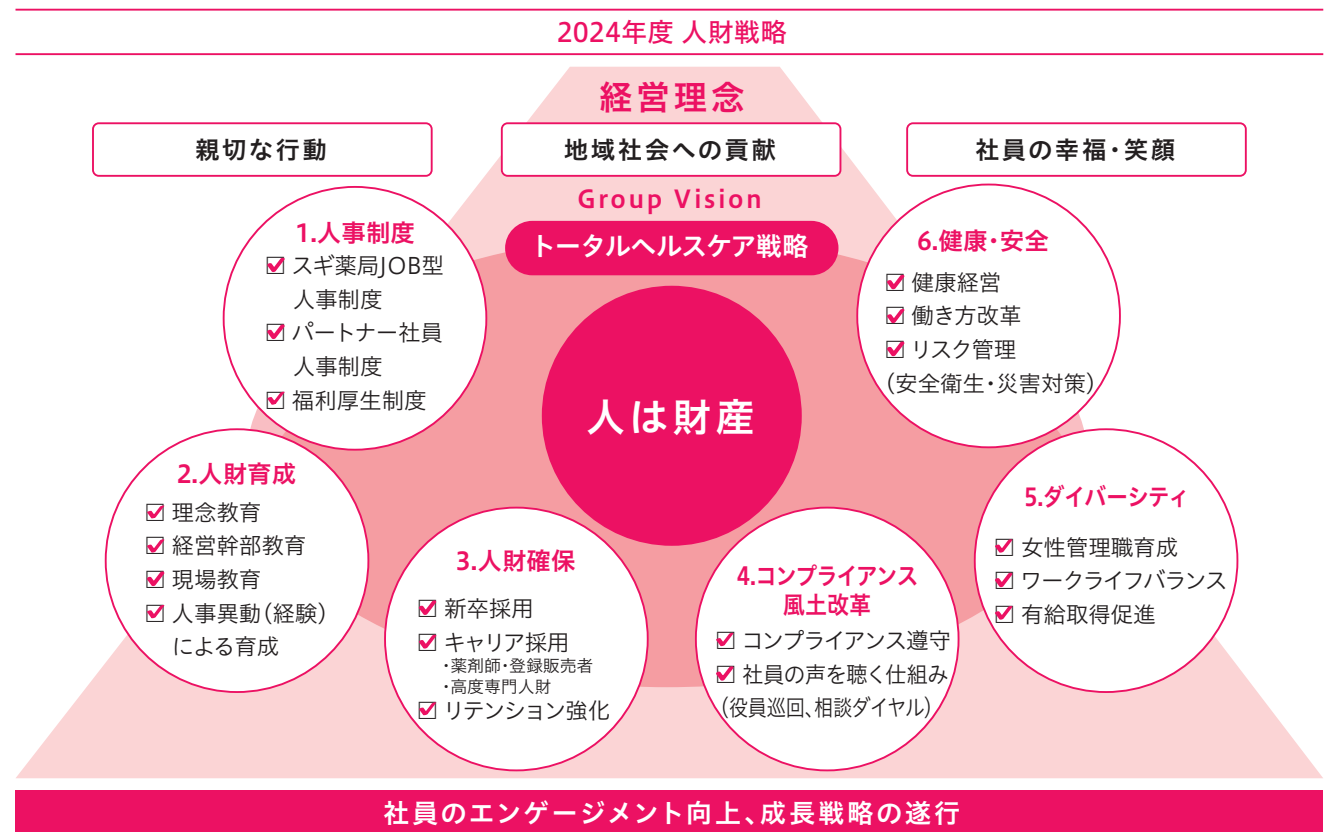 2024年度 人財戦略
経営理念
親切な行動
地域社会への貢献
社員の幸福・笑顔
Group Vision
トータルヘルスケア戦略
人は財産
1.人事制度
スギ薬局JOB型
人事制度
パートナー社員
人事制度
福利厚生制度
2.人財育成
理念教育
経営幹部教育
現場教育
人事異動(経験)
による育成
3.人財確保
新卒採用
キャリア採用
・薬剤師・登録販売者
・高度専門人財
リテンション強化
4.コンプライアンス
風土改革
コンプライアンス遵守
社員の声を聴く仕組み
(役員巡回、相談ダイヤル)
5.ダイバーシティ
女性管理職育成
ワークライフバランス
有給取得促進
6.健康・安全
健康経営
働き方改革
リスク管理
(安全衛生・災害対策)
社員のエンゲージメント向上、成長戦略の遂行